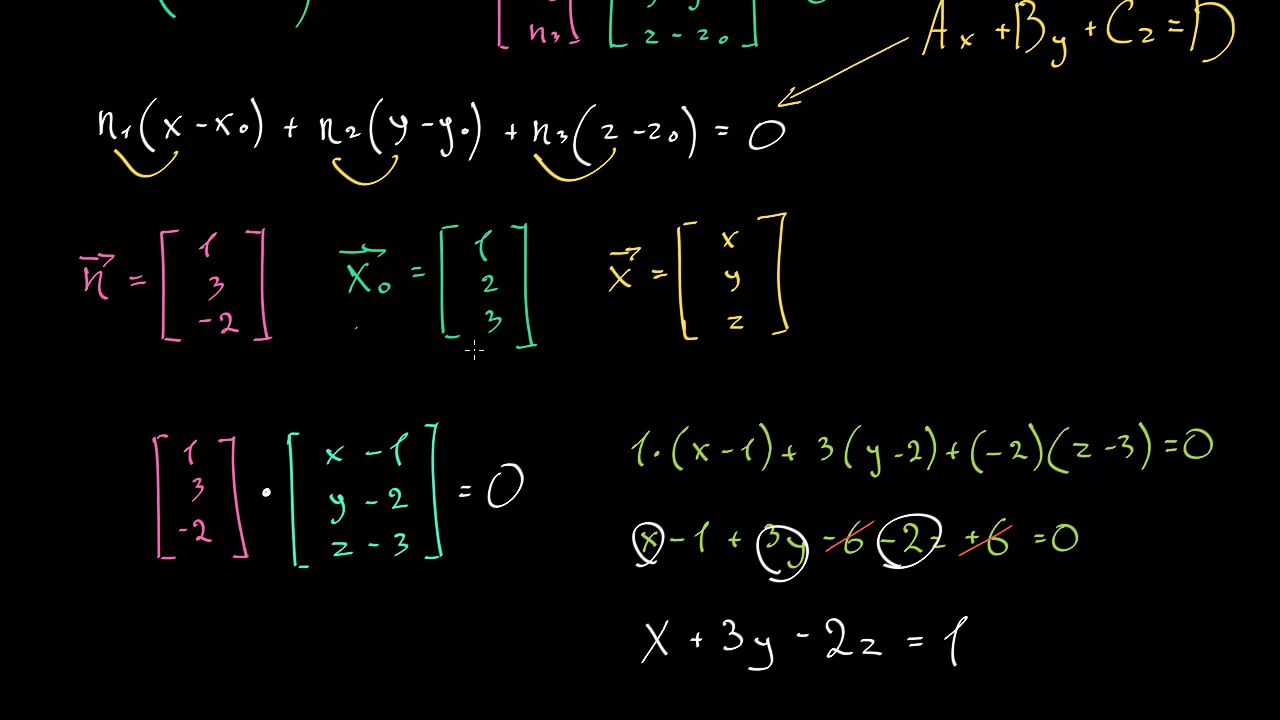 n₃ z - z₀
Ax + By + Cz = D
n₁(x - x₀) + n₂(y - y₀) + n₃(z - z₀) = 0
n⃗ = [1 3 -2] x⃗₀ = [1 2 3] x⃗ = [x y z]
[1 3 -2] · [x - 1 y - 2 z - 3] = 0
1·(x - 1) + 3(y - 2) + (-2)(z - 3) = 0
x - 1 + 3y - 6 - 2z + 6 = 0
x + 3y - 2z = 1